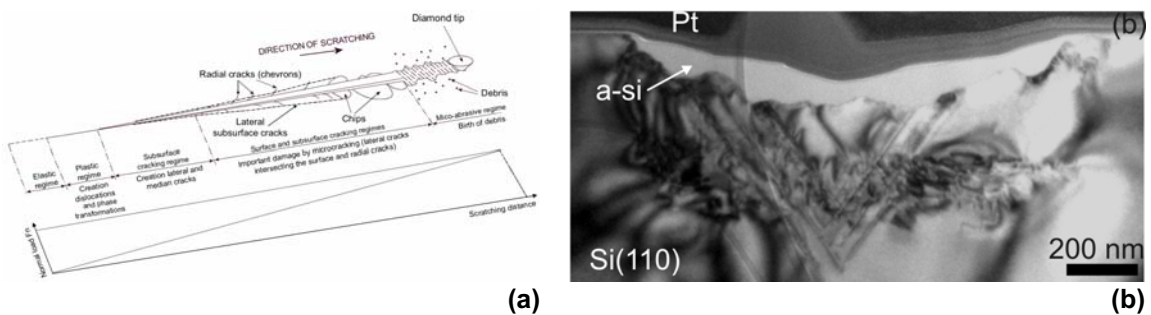 Diamond tip
DIRECTION OF SCRATCHING
Radial cracks (chevrons)
Debris
Lateral
subsurface cracks
Chips
Mico-abrasive regime
Birth of debris
Surface and subsurface cracking regimes
Important damage by microcracking (lateral cracks
intersecting the surface and radial cracks)
Subsurface
cracking regime
Creation lateral and
median cracks
Plastic
regime
Creation
dislocations
and phase
transformations
Elastic
regime
Normal load
Scratching distance
(a)
Pt
(b)
a-si
Si(110)
200 nm
(b)